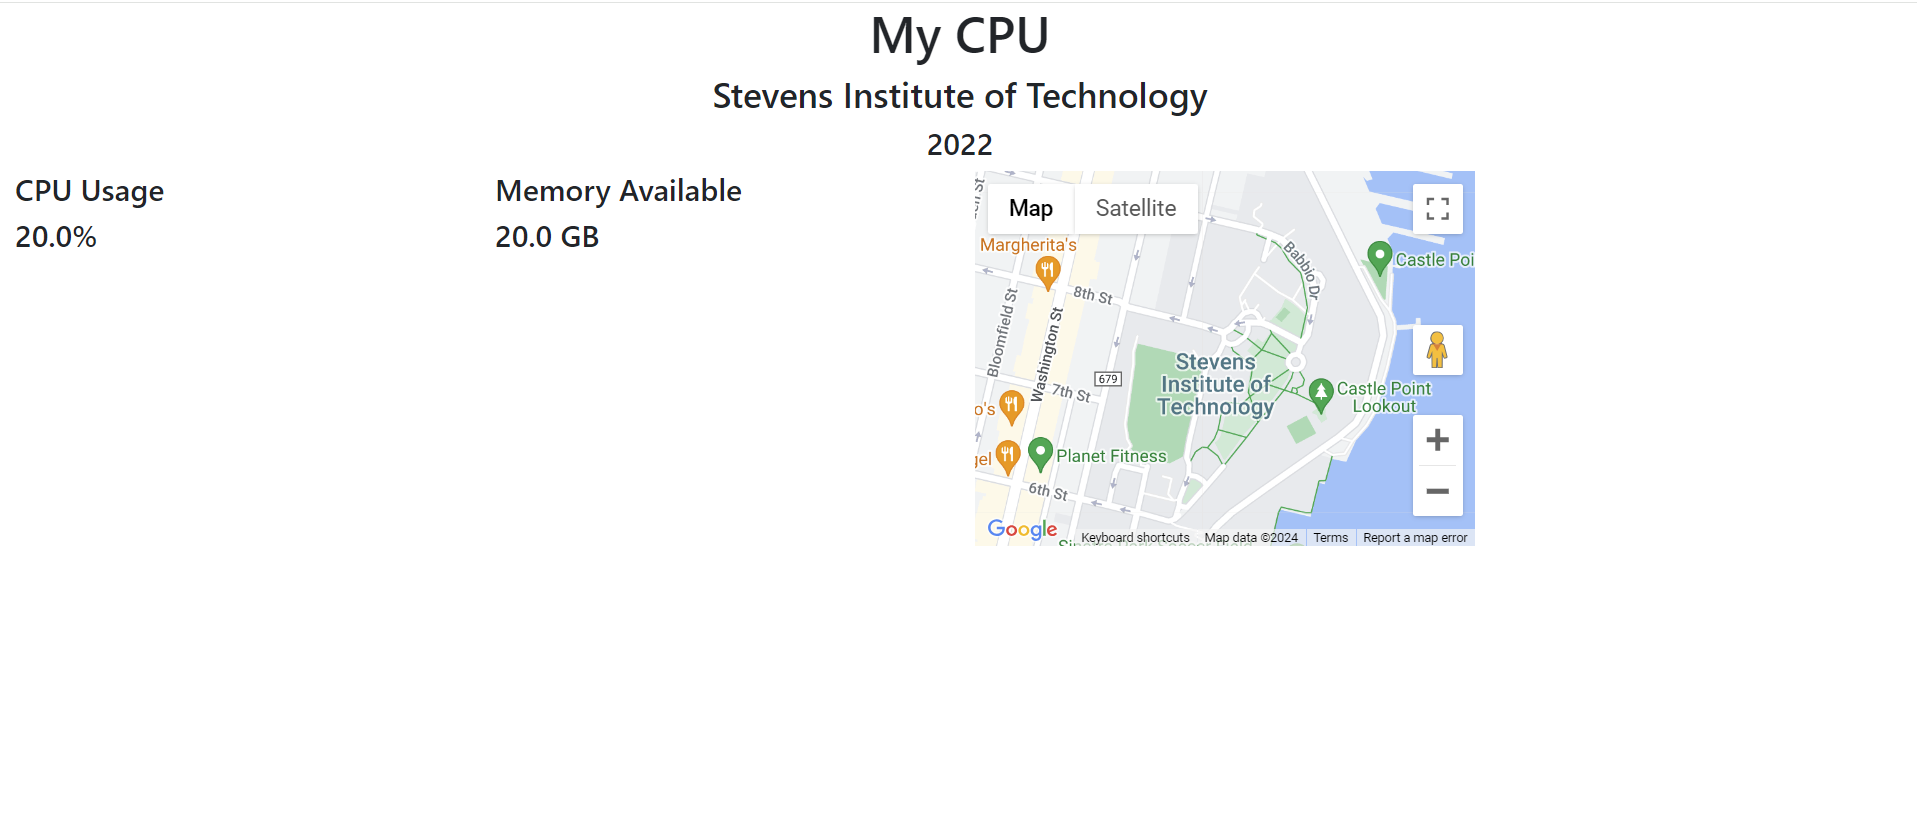 My CPU
Stevens Institute of Technology
2022
CPU Usage
20.0%
Memory Available
20.0 GB
Map
Satellite
Margherita's
Babbio Dr
Castle Poi
8th St
Bloomfield St
Washington St
Stevens
Institute of
Technology
679
7th St
Castle Point
Lookout
o's
Planet Fitness
gel
6th St
Google
Keyboard shortcuts
Map data ©2024
Terms
Report a map error